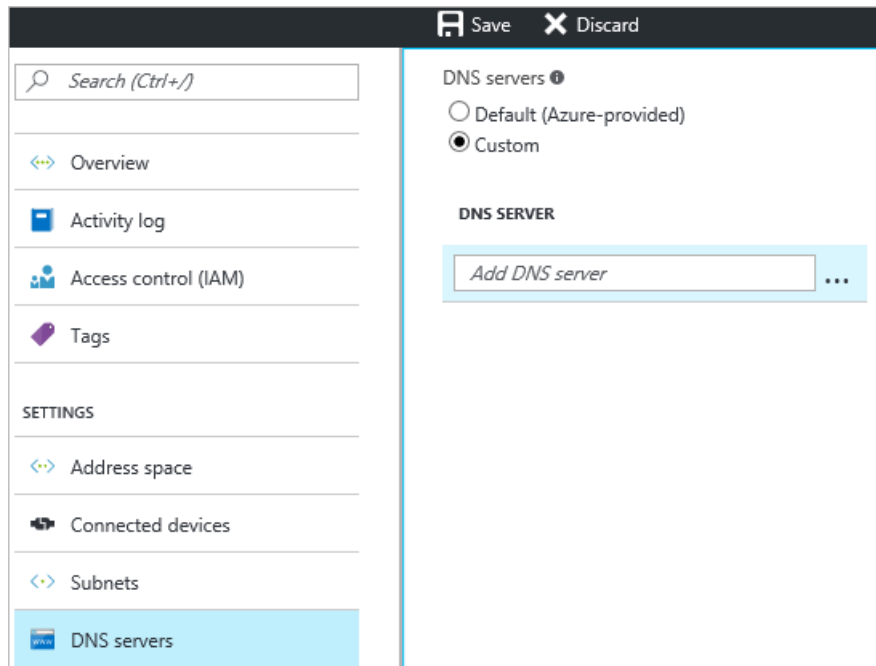 Save
Discard
Search (Ctrl+/)
Overview
Activity log
Access control (IAM)
Tags
SETTINGS
Address space
Connected devices
Subnets
www
DNS servers
DNS servers
Default (Azure-provided)
Custom
DNS SERVER
Add DNS server
...